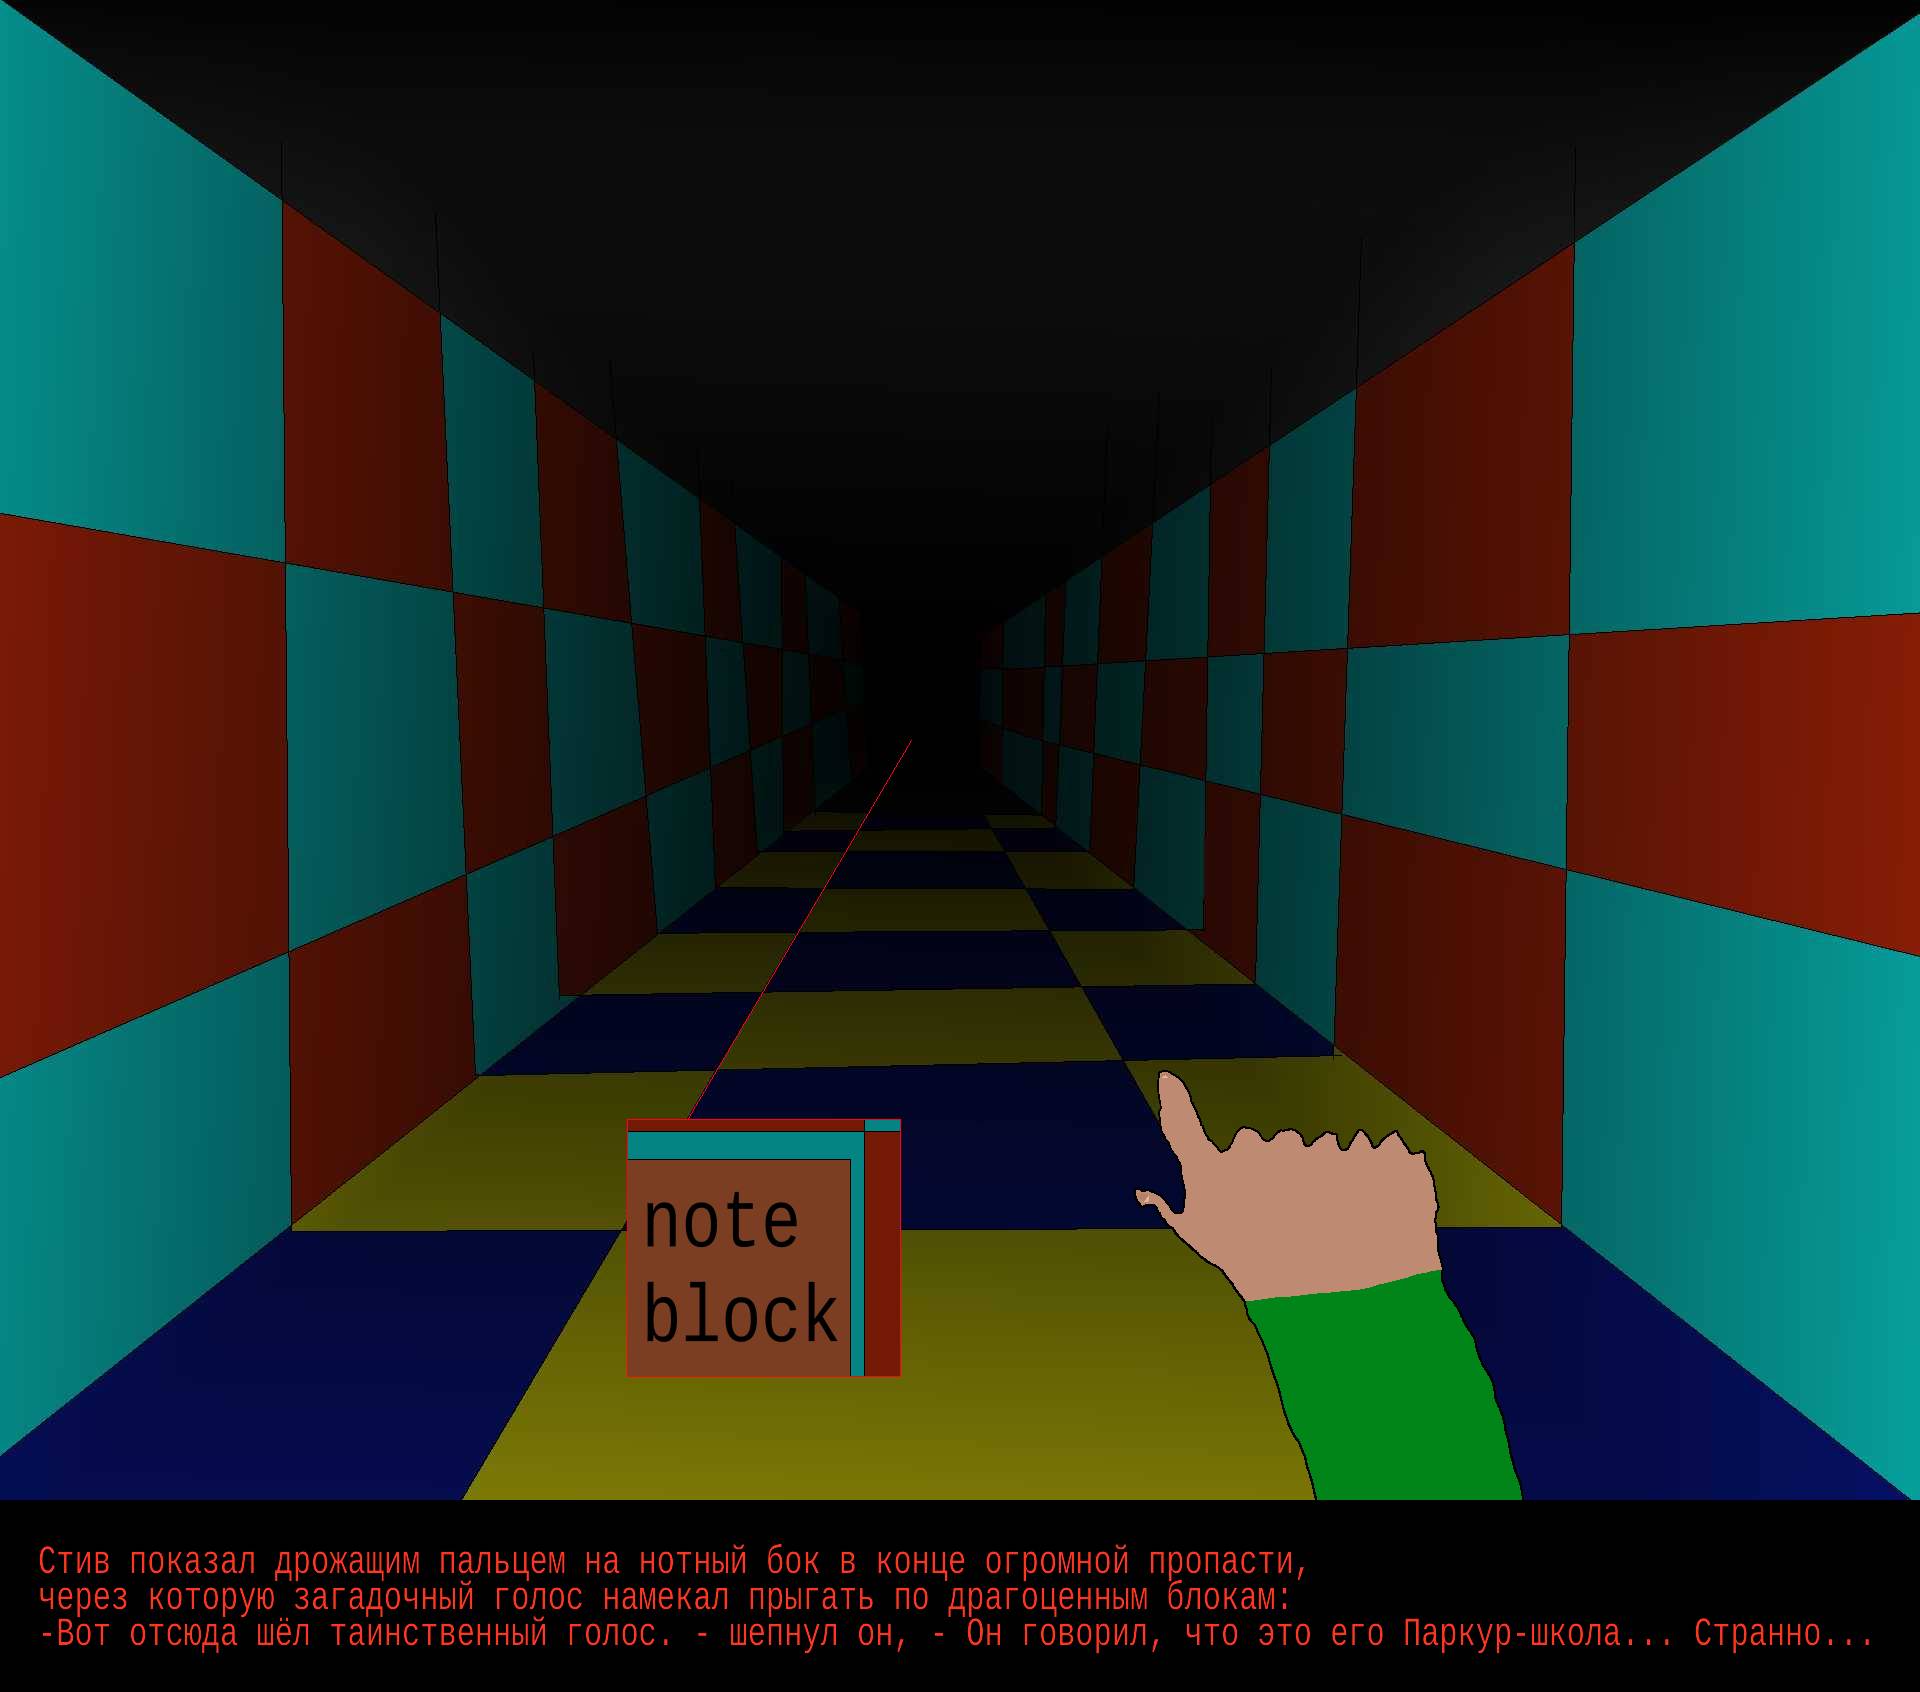 note
block
Стив показал дрожащим пальцем на нотный бок в конце огромной пропасти,
через которую загадочный голос намекал прыгать по драгоценным блокам:
-Вот отсюда шёл таинственный голос. - шепнул он, - Он говорил, что это его Паркур-школа... Странно...